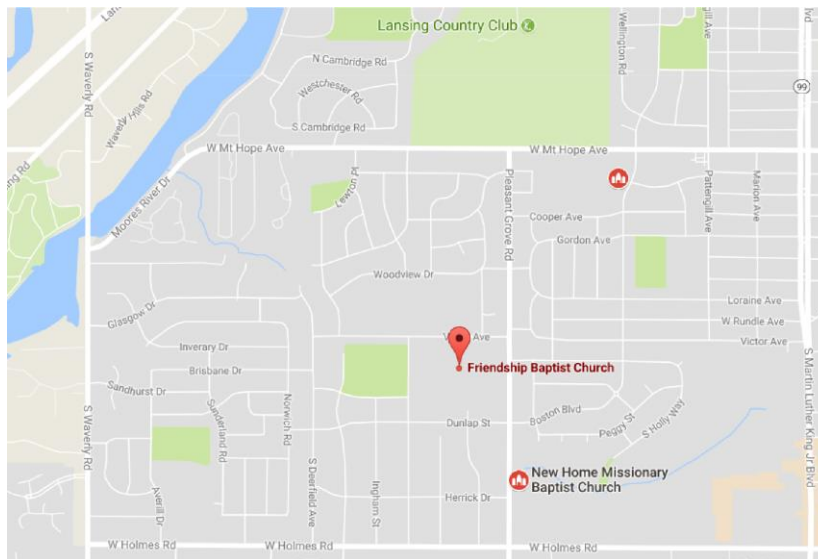 Lansing Country Club
S Waverly Rd
Wellington Rd
Pattengill Ave
99
N Cambridge Rd
Westchester Rd
Waverly Hills Rd
S Cambridge Rd
W Mt Hope Ave
W Mt Hope Ave
Moores River Dr
Lewton Pl
Pleasant Grove Rd
Pattengill Ave
Marion Ave
Cooper Ave
Gordon Ave
Woodview Dr
Loraine Ave
Glasgow Dr
W Rundle Ave
Victor Ave
Inverary Dr
Brisbane Dr
Friendship Baptist Church
Sandhurst Dr
Sunderland Rd
Norwich Rd
Boston Blvd
Dunlap St
Peggy St
S Holly Way
S Martin Luther King Jr Blvd
S Waverly Rd
S Deerfield Ave
New Home Missionary
Baptist Church
Averill Dr
Ingham St
Herrick Dr
W Holmes Rd
W Holmes Rd